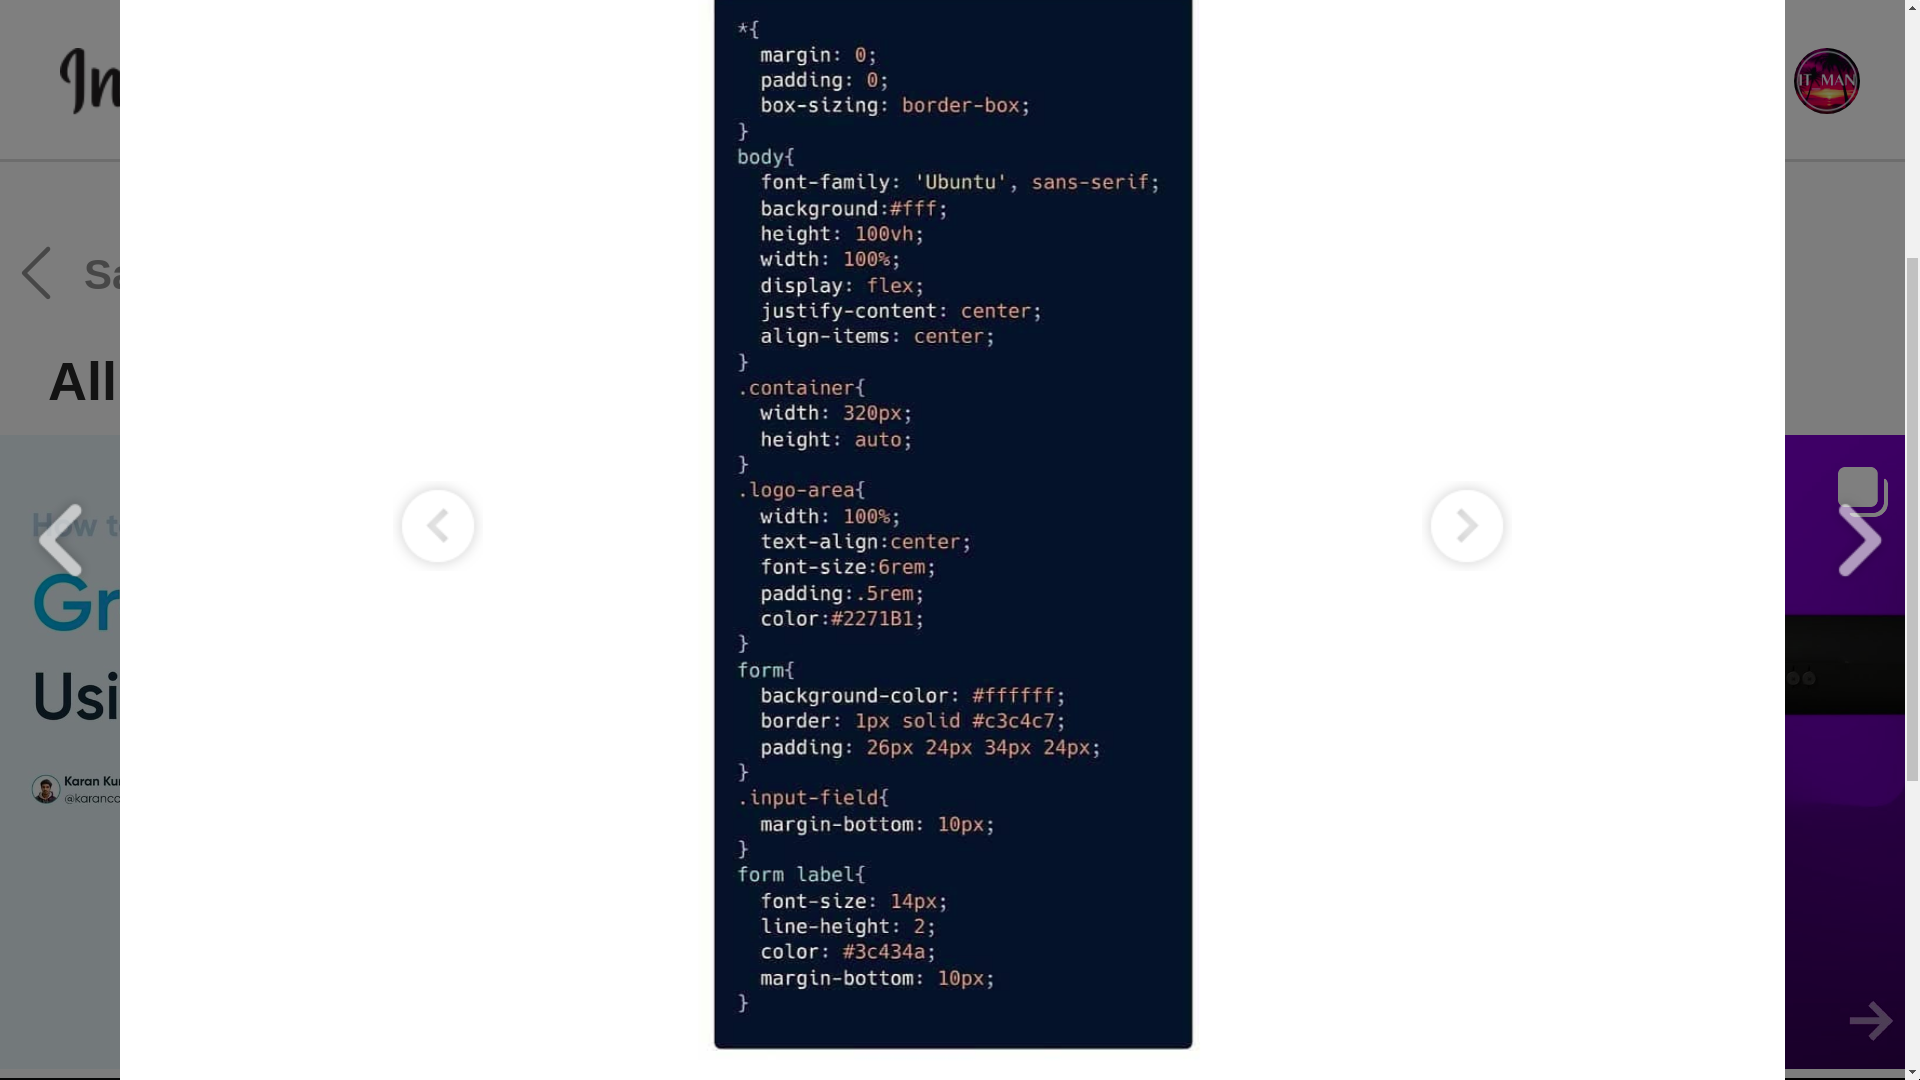 *{
margin: 0;
padding: 0;
box-sizing: border-box;
}
body{
font-family: 'Ubuntu', sans-serif;
background:#fff;
height: 100vh;
width: 100%;
display: flex;
justify-content: center;
align-items: center;
}
.container{
width: 320px;
height: auto;
}
.logo-area{
width: 100%;
text-align:center;
font-size:6rem;
padding:.5rem;
color:#2271B1;
}
form{
background-color: #ffffff;
border: 1px solid #c3c4c7;
padding: 26px 24px 34px 24px;
}
.input-field{
margin-bottom: 10px;
}
form label{
font-size: 14px;
line-height: 2;
color: #3c434a;
margin-bottom: 10px;
}
In
Sa
All
How t
Gr
Usi
Karan Kur
@karanco
IT MAN